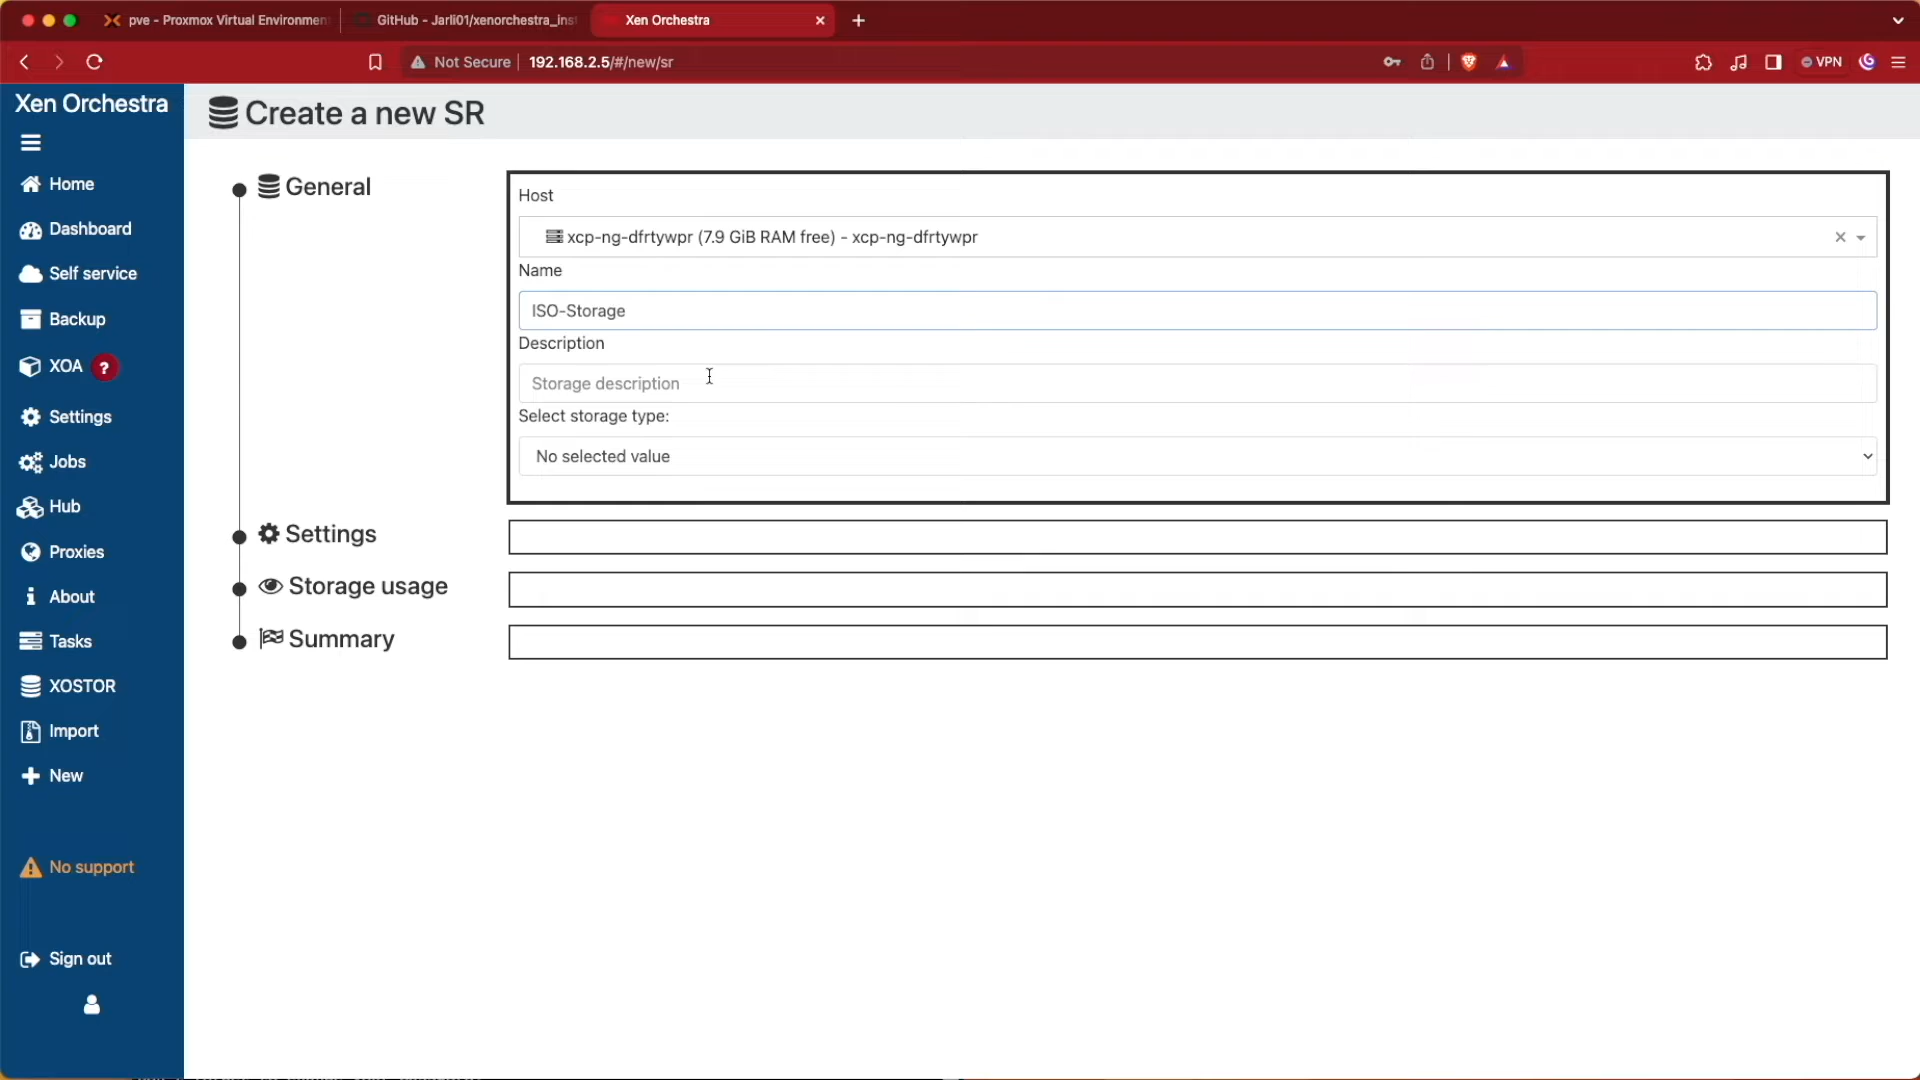 pve - Proxmox Virtual Environmen
GitHub - Jarli01/xenorchestra_ins
Xen Orchestra
Not Secure
192.168.2.5/#/new/sr
VPN
Xen Orchestra
Home
Dashboard
Self service
Backup
XOA ?
Settings
Jobs
Hub
Proxies
About
Tasks
XOSTOR
Import
New
No support
Sign out
Create a new SR
General
Host
xcp-ng-dfrtywpr (7.9 GiB RAM free) - xcp-ng-dfrtywpr
Name
ISO-Storage
Description
Storage description
Select storage type:
No selected value
Settings
Storage usage
Summary